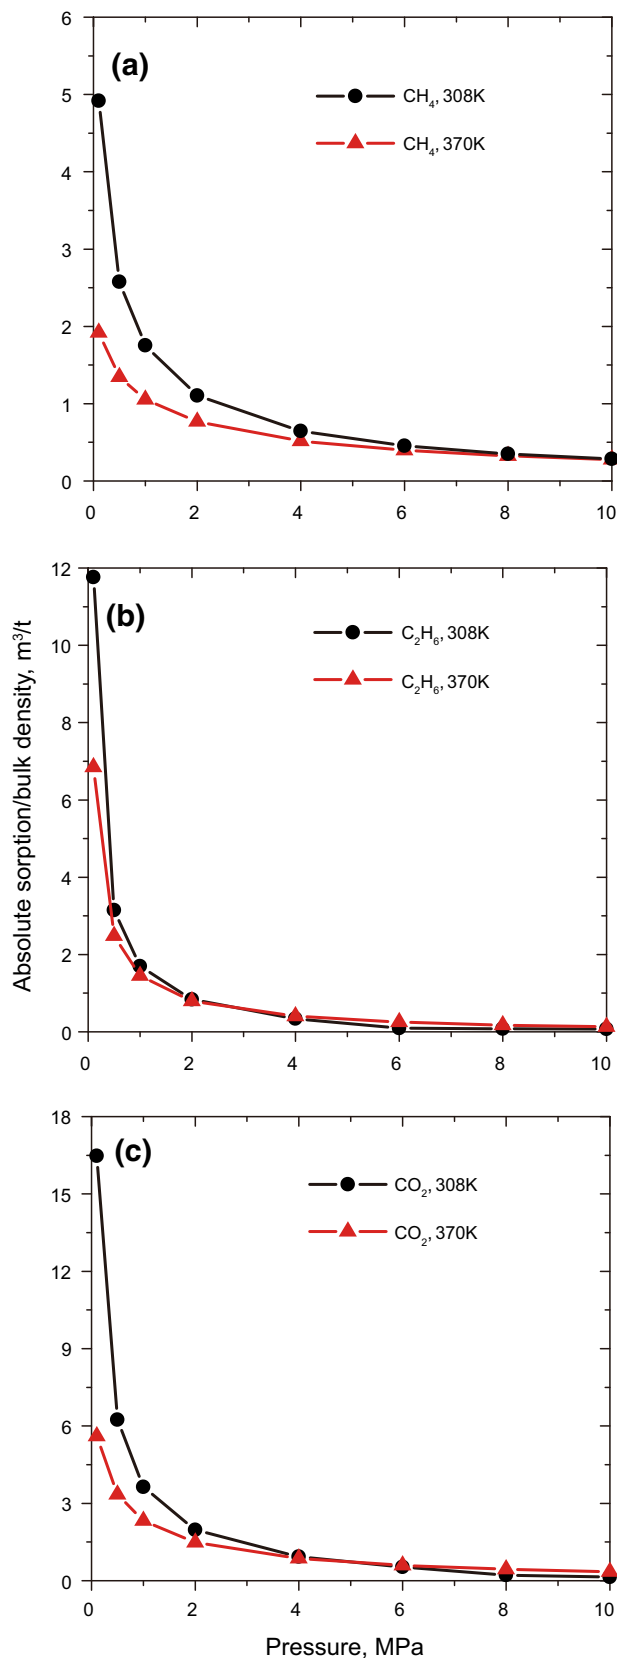 6
(a)
CH₄, 308K
5
CH₄, 370K
4
3
2
1
0
0 2 4 6 8 10
12
(b)
C₂H₆, 308K
10
C₂H₆, 370K
8
6
4
2
0
0 2 4 6 8 10
Absolute sorption/bulk density, m³/t
18
(c)
CO₂, 308K
15
CO₂, 370K
12
9
6
3
0
0 2 4 6 8 10
Pressure, MPa